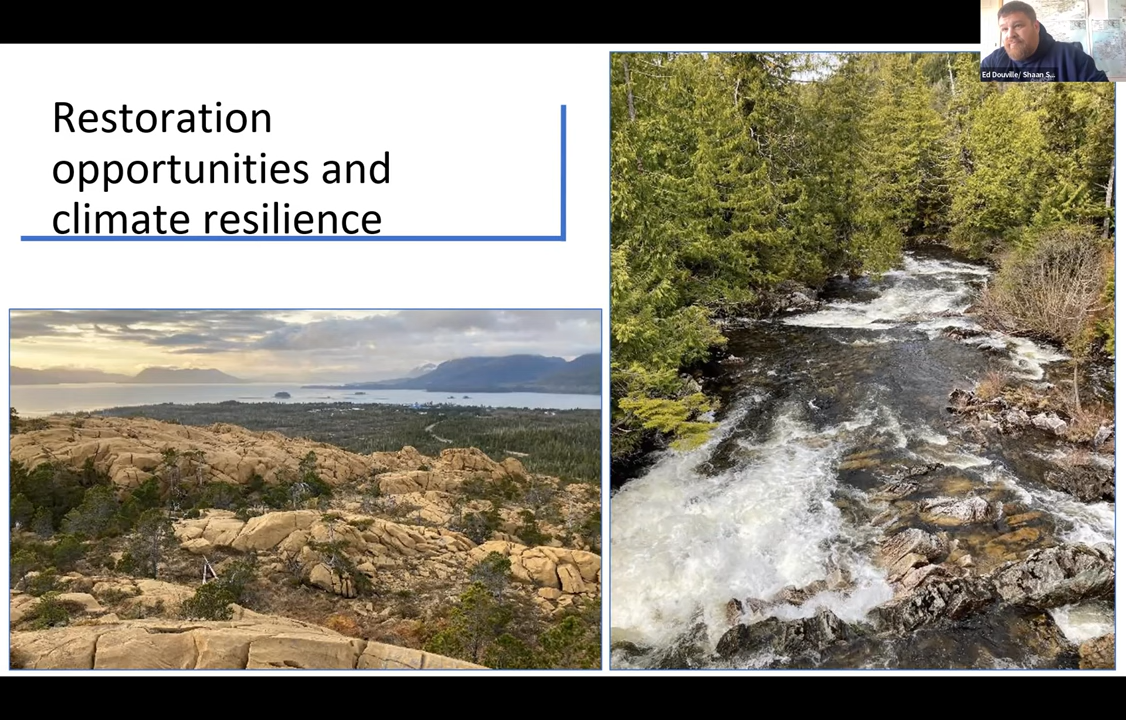 Restoration
opportunities and
climate resilience
Ed Douville/ Shaan S...